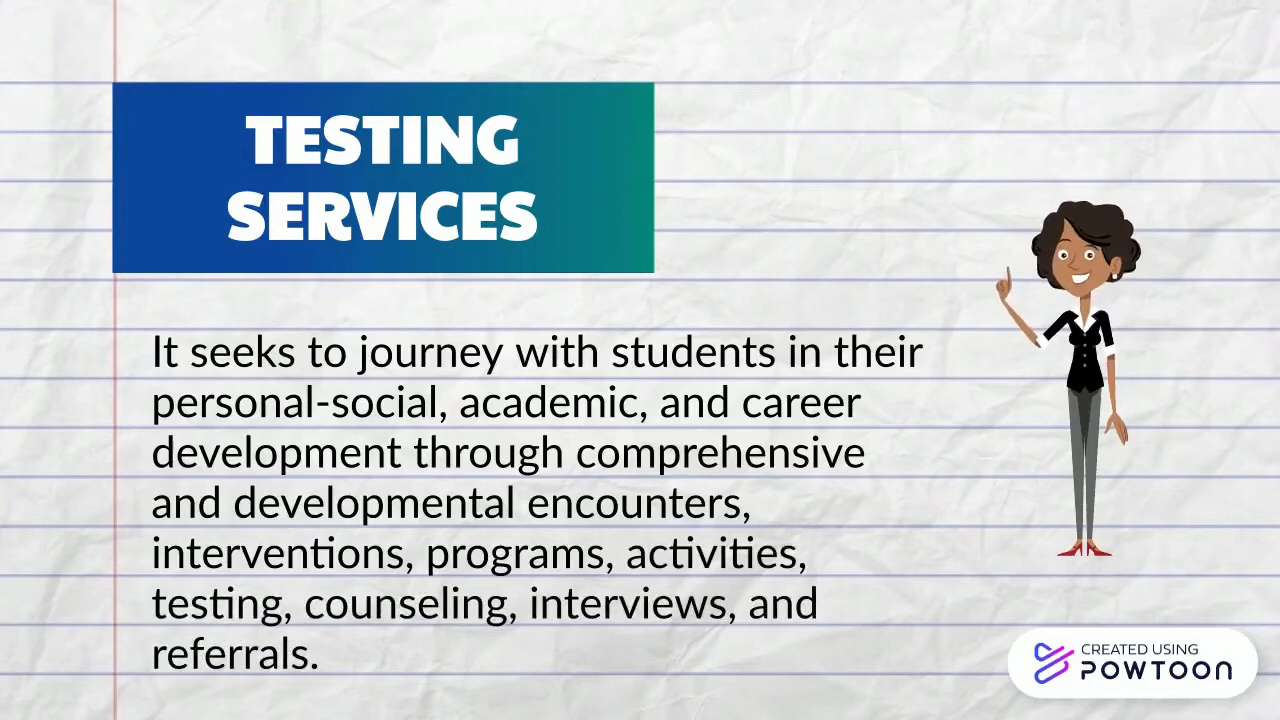 TESTING
SERVICES
It seeks to journey with students in their
personal-social, academic, and career
development through comprehensive
and developmental encounters,
interventions, programs, activities,
testing, counseling, interviews, and
referrals.
CREATED USING
POWTOON